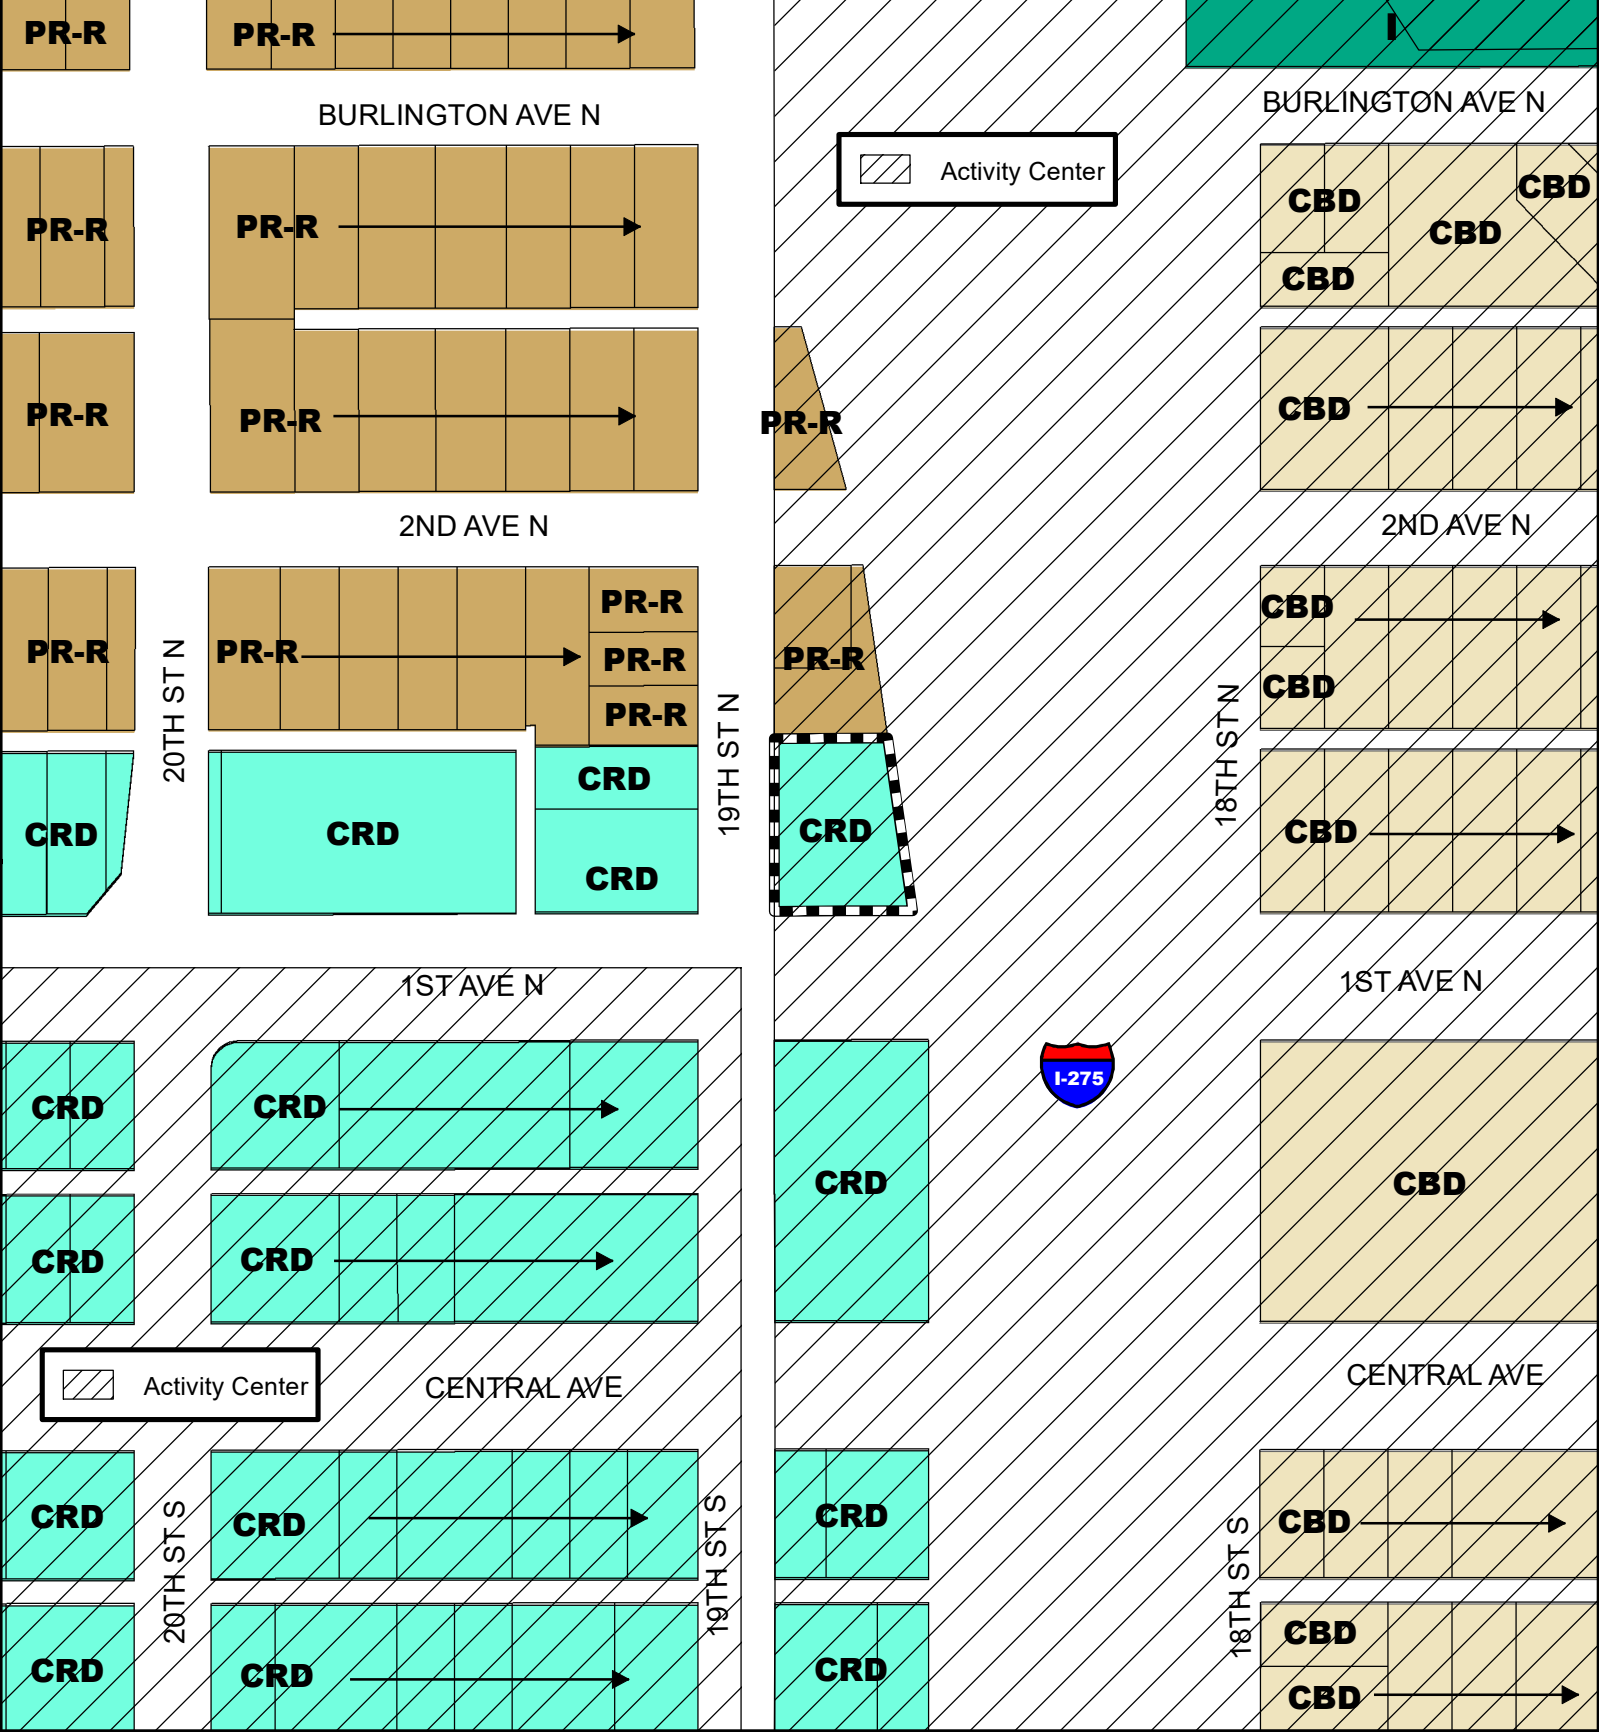 PR-R
PR-R
I
BURLINGTON AVE N
BURLINGTON AVE N
Activity Center
PR-R
PR-R
CBD
CBD
CBD
CBD
PR-R
PR-R
PR-R
CBD
2ND AVE N
2ND AVE N
PR-R
PR-R
PR-R
PR-R
PR-R
PR-R
CBD
CBD
20TH ST N
19TH ST N
18TH ST N
CRD
CRD
CRD
CRD
CRD
CBD
1ST AVE N
1ST AVE N
I-275
CRD
CRD
CRD
CBD
CRD
CRD
Activity Center
CENTRAL AVE
CENTRAL AVE
CRD
CRD
CRD
CBD
20TH ST S
19TH ST S
18TH ST S
CRD
CRD
CRD
CBD
CBD